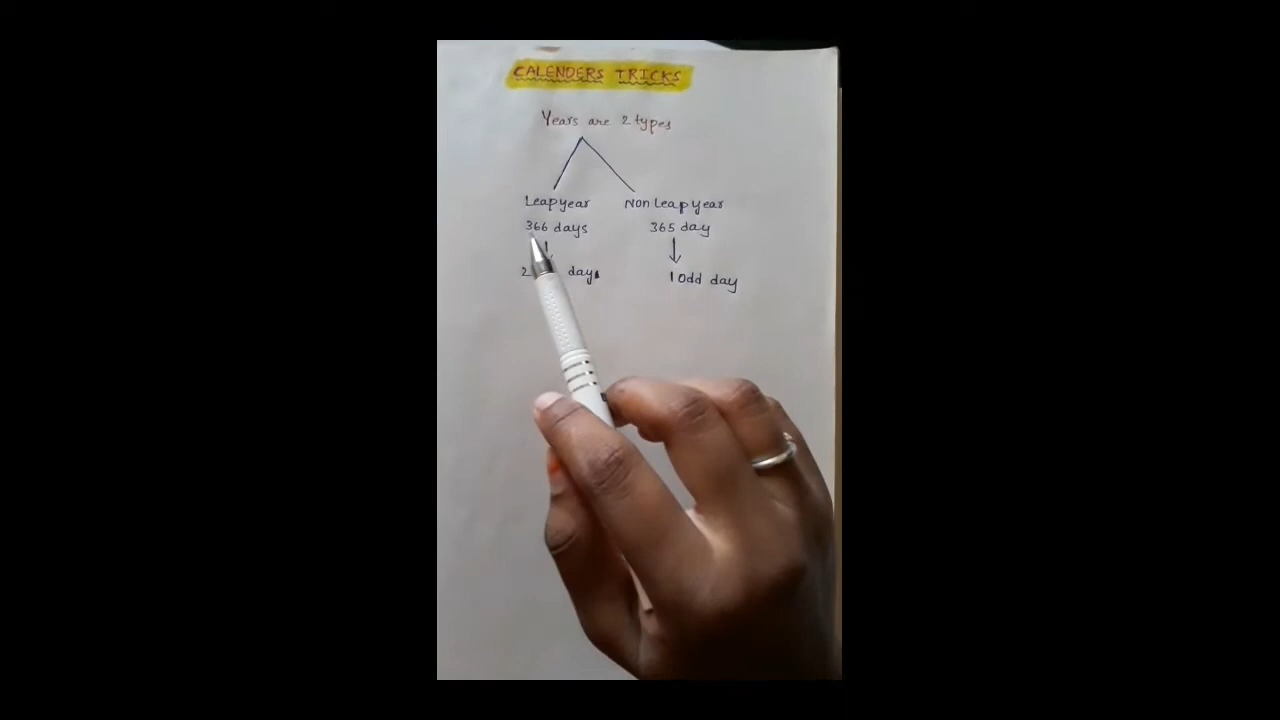 CALENDERS TRICKS
Years are 2 types
Leap year Non Leap year
366 days 365 day
2 day 1 Odd day